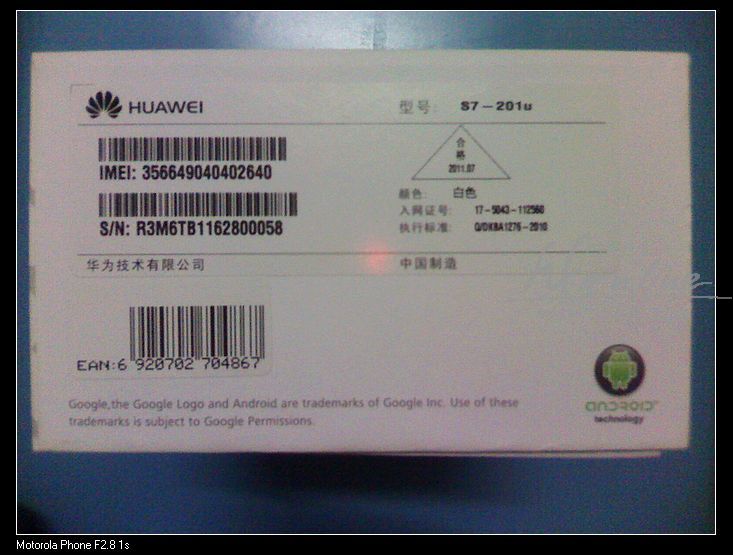 HUAWEI
型号: S7-201u
IMEI: 356649040402640
合
格
2011.07
颜色: 白色
入网证号: 17-5043-112560
S/N: R3M6TB1162800058
执行标准: Q/DKBA1276-2010
华为技术有限公司
中国制造
EAN:6 920702 704867
Google,the Google Logo and Android are trademarks of Google Inc. Use of these
trademarks is subject to Google Permissions.
ANDROID™
technology
Motorola Phone F2.8 1s